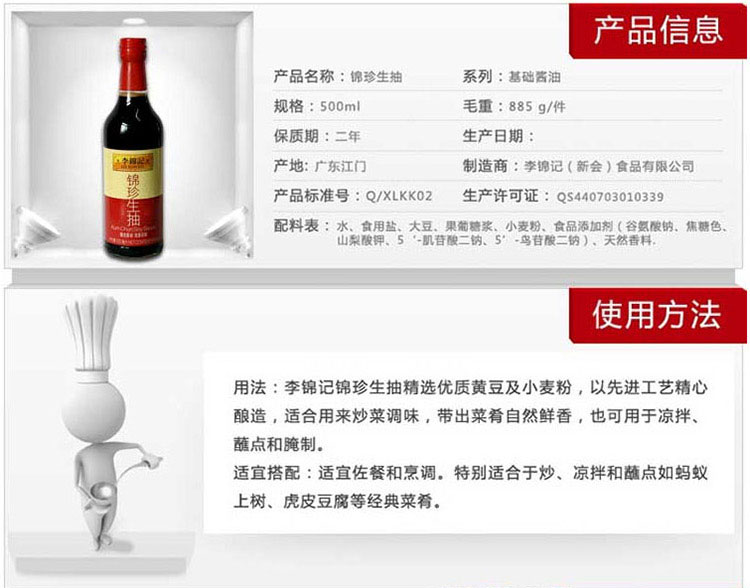 产品信息
产品名称：锦珍生抽 系列：基础酱油
规格：500ml 毛重：885 g/件
保质期：二年 生产日期：
产地: 广东江门 制造商：李锦记（新会）食品有限公司
产品标准号：Q/XLKK02 生产许可证：QS440703010339
配料表：水、食用盐、大豆、果葡糖浆、小麦粉、食品添加剂（谷氨酸钠、焦糖色、
山梨酸钾、5‘-肌苷酸二钠、5’-鸟苷酸二钠）、天然香料.
李锦记
锦珍生抽
使用方法
用法：李锦记锦珍生抽精选优质黄豆及小麦粉，以先进工艺精心
酿造，适合用来炒菜调味，带出菜肴自然鲜香，也可用于凉拌、
蘸点和腌制。
适宜搭配：适宜佐餐和烹调。特别适合于炒、凉拌和蘸点如蚂蚁
上树、虎皮豆腐等经典菜肴。